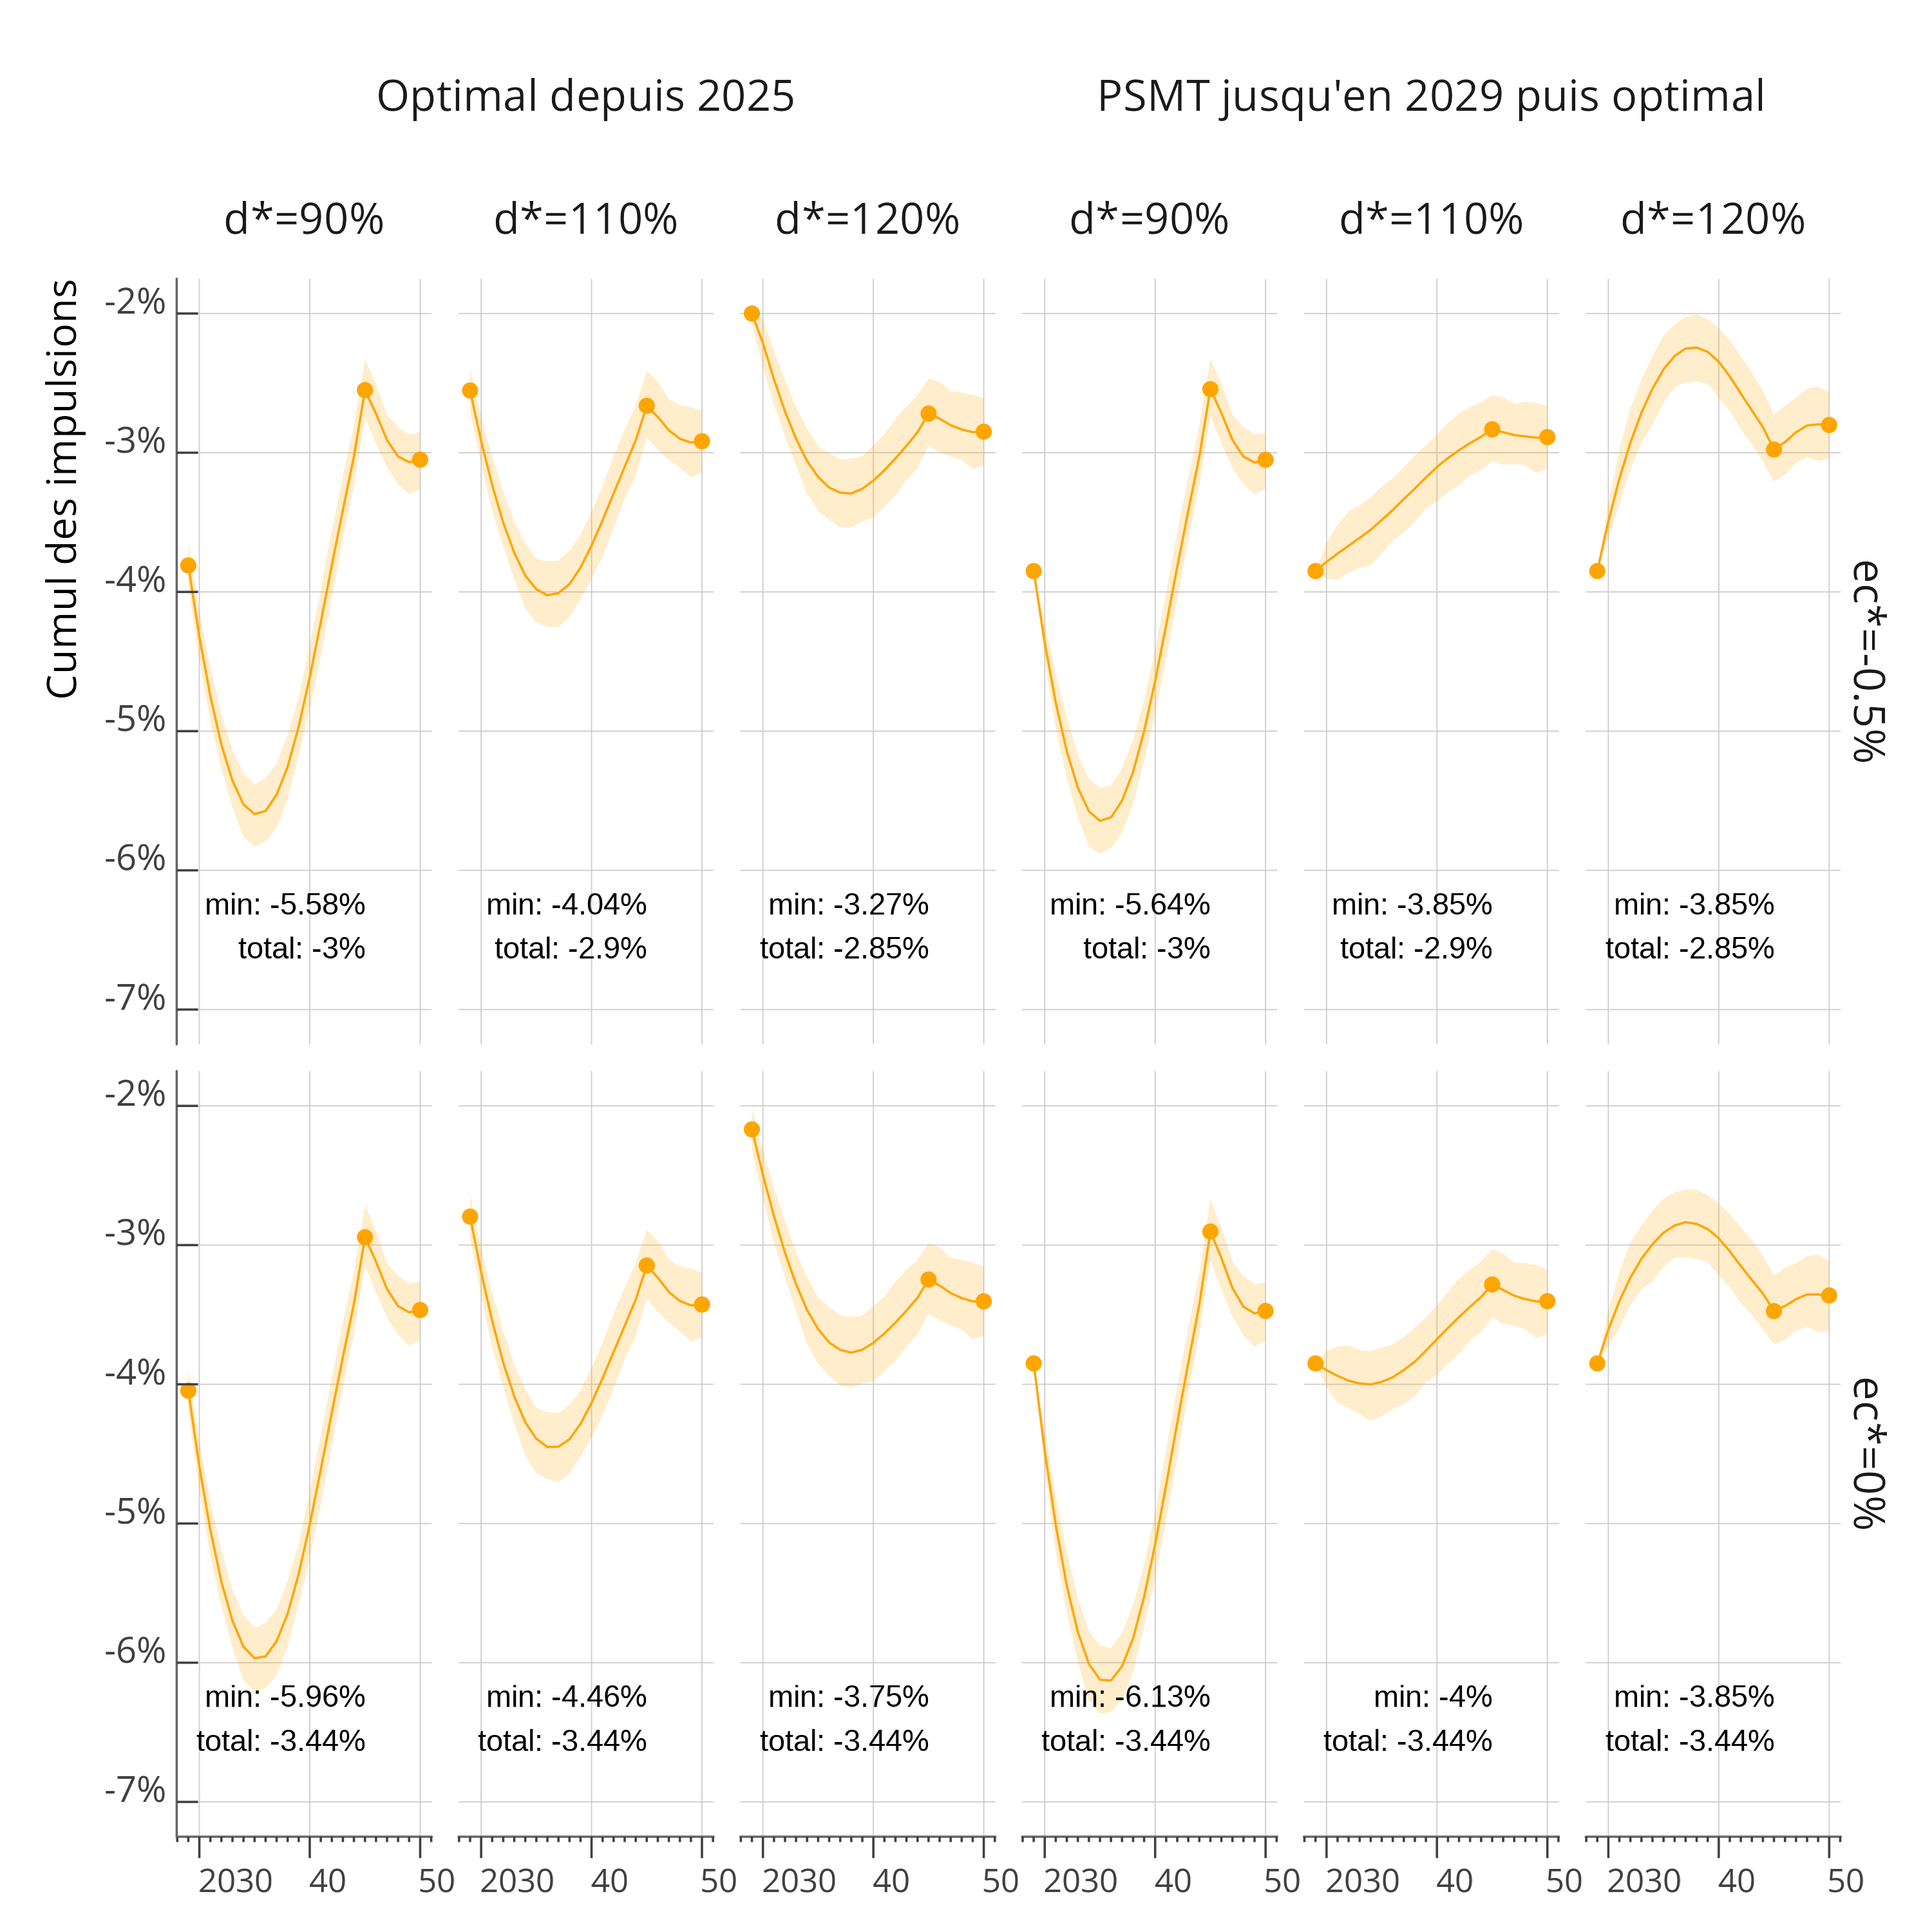 Optimal depuis 2025
PSMT jusqu'en 2029 puis optimal
d*=90%
d*=110%
d*=120%
d*=90%
d*=110%
d*=120%
Cumul des impulsions
-2%
-3%
-4%
-5%
-6%
-7%
min: -5.58%
total: -3%
min: -4.04%
total: -2.9%
min: -3.27%
total: -2.85%
min: -5.64%
total: -3%
min: -3.85%
total: -2.9%
min: -3.85%
total: -2.85%
ec*=-0.5%
-2%
-3%
-4%
-5%
-6%
-7%
min: -5.96%
total: -3.44%
min: -4.46%
total: -3.44%
min: -3.75%
total: -3.44%
min: -6.13%
total: -3.44%
min: -4%
total: -3.44%
min: -3.85%
total: -3.44%
ec*=0%
2030 40 50
2030 40 50
2030 40 50
2030 40 50
2030 40 50
2030 40 50